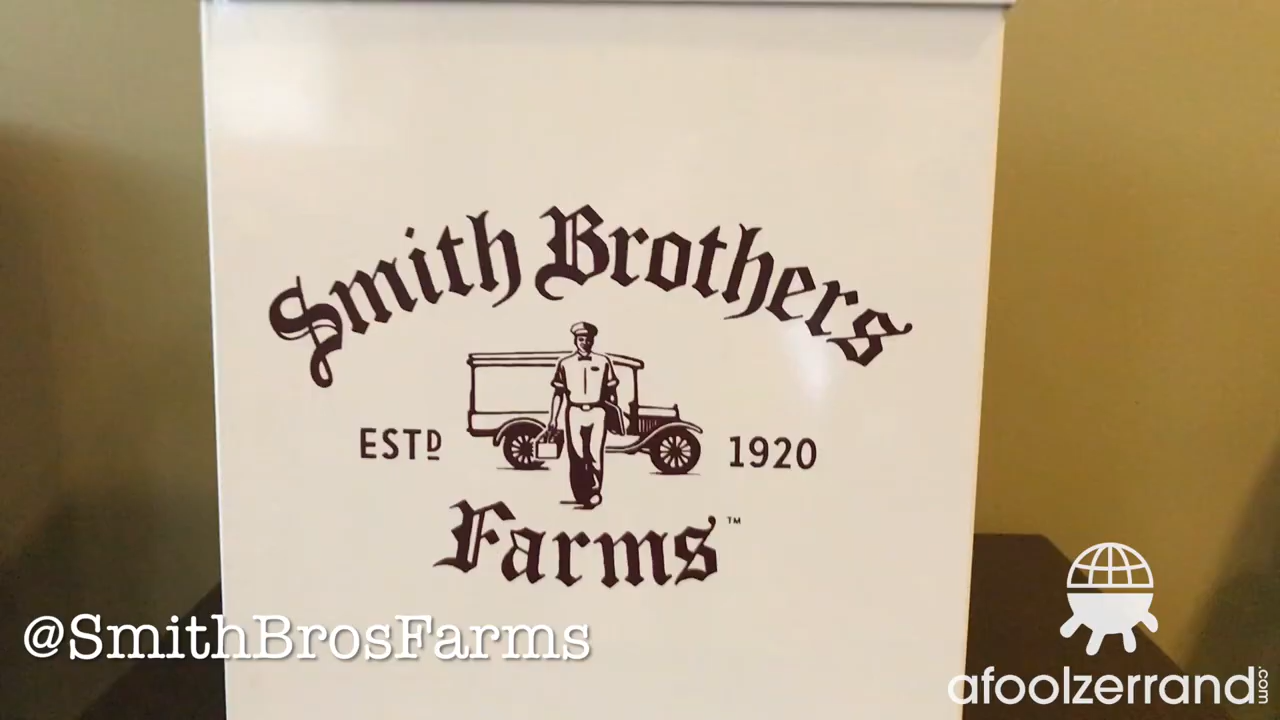 Smith Brothers
ESTD 1920
Farms™
@SmithBrosFarms
afoolzerrand.com